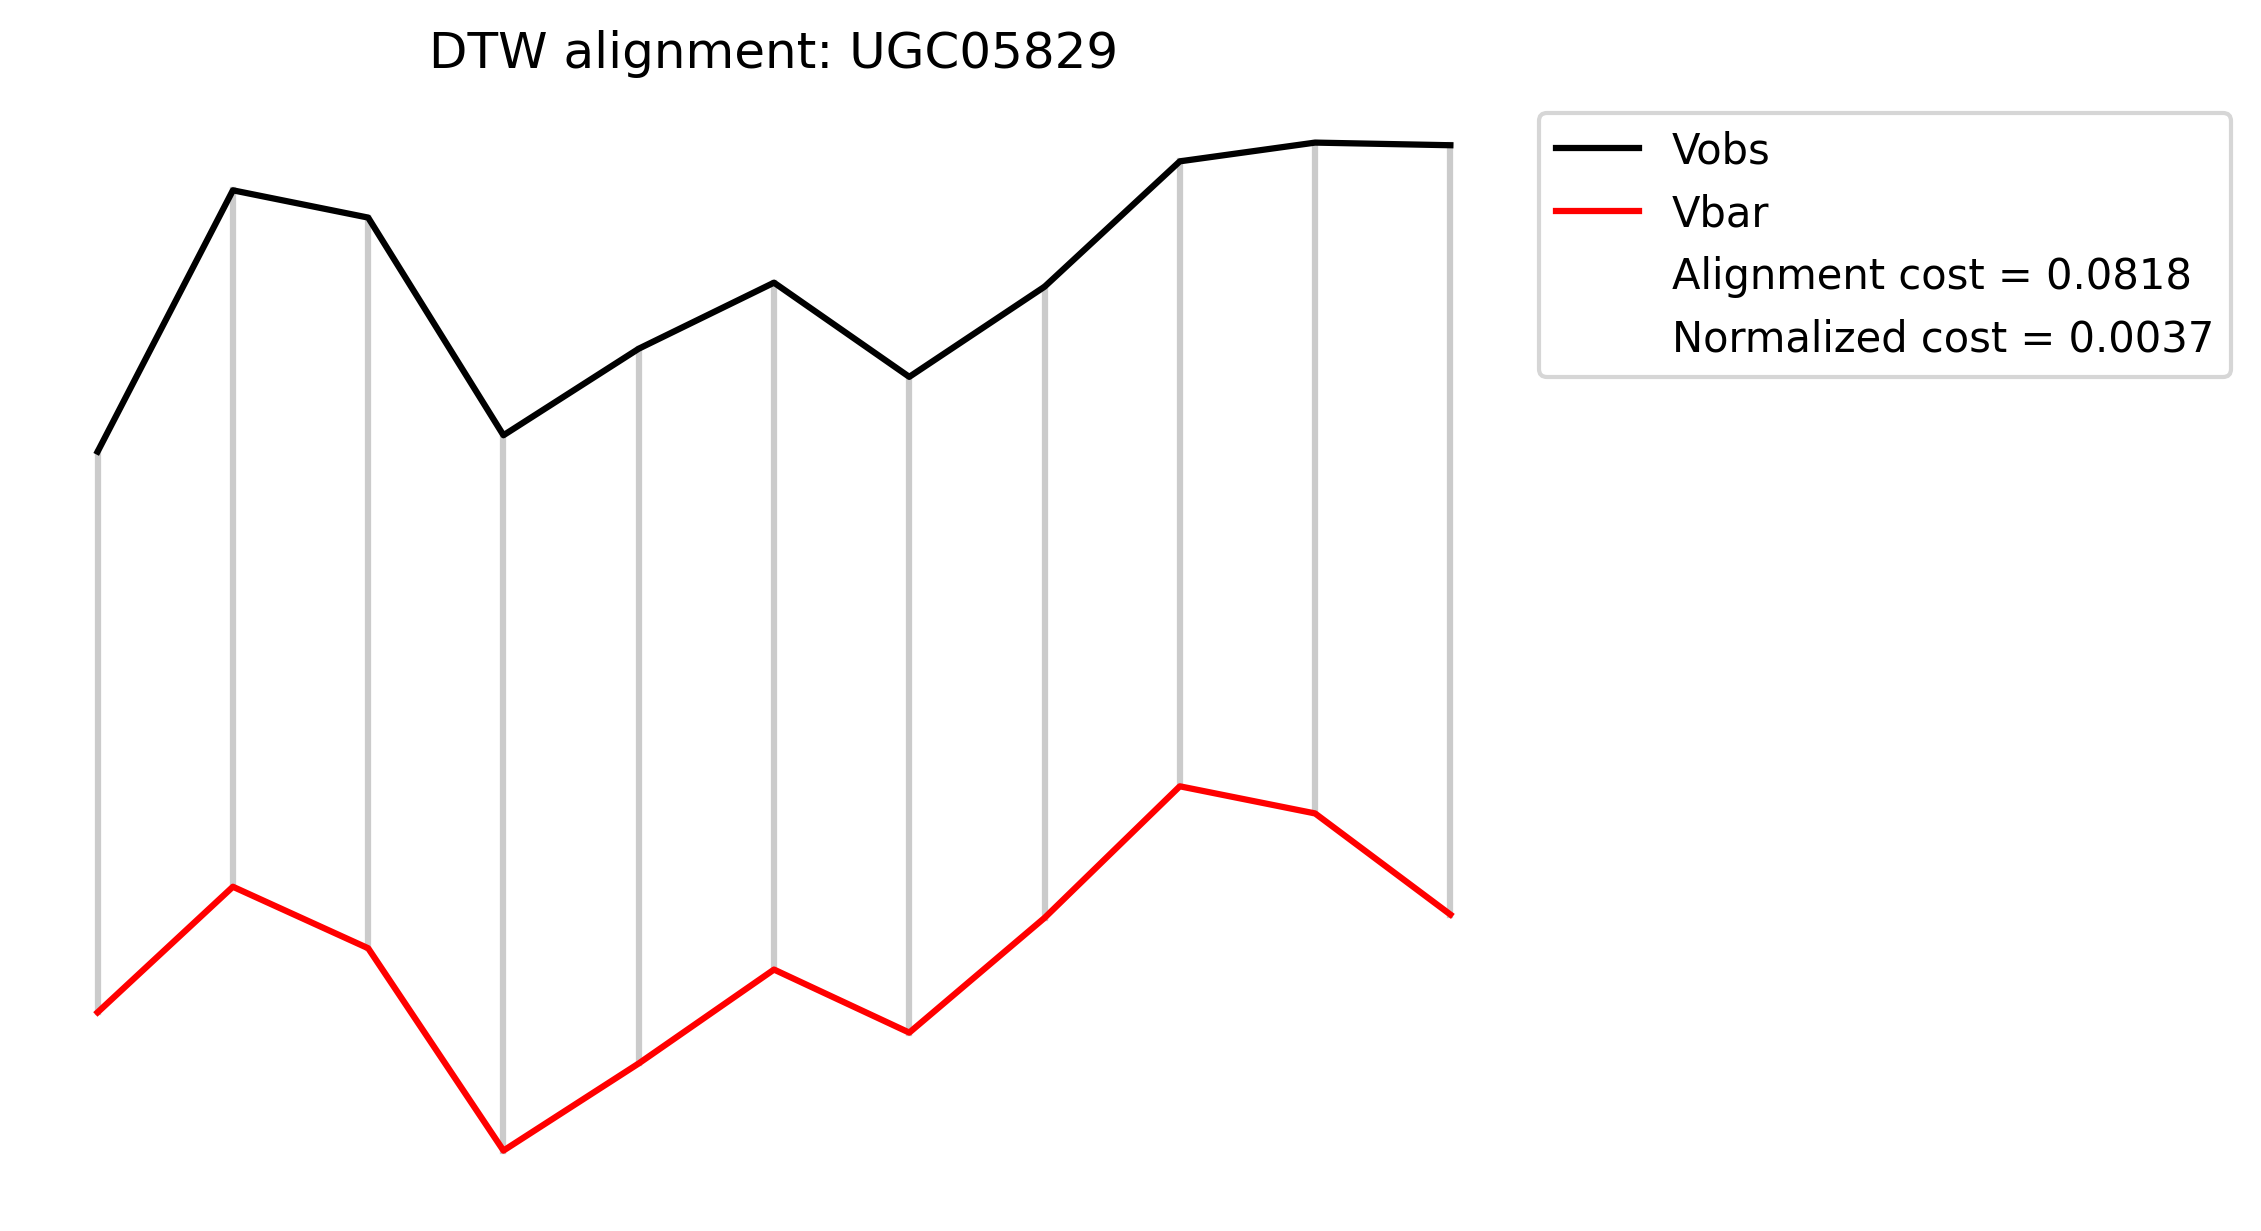 DTW alignment: UGC05829
Vobs
Vbar
Alignment cost = 0.0818
Normalized cost = 0.0037